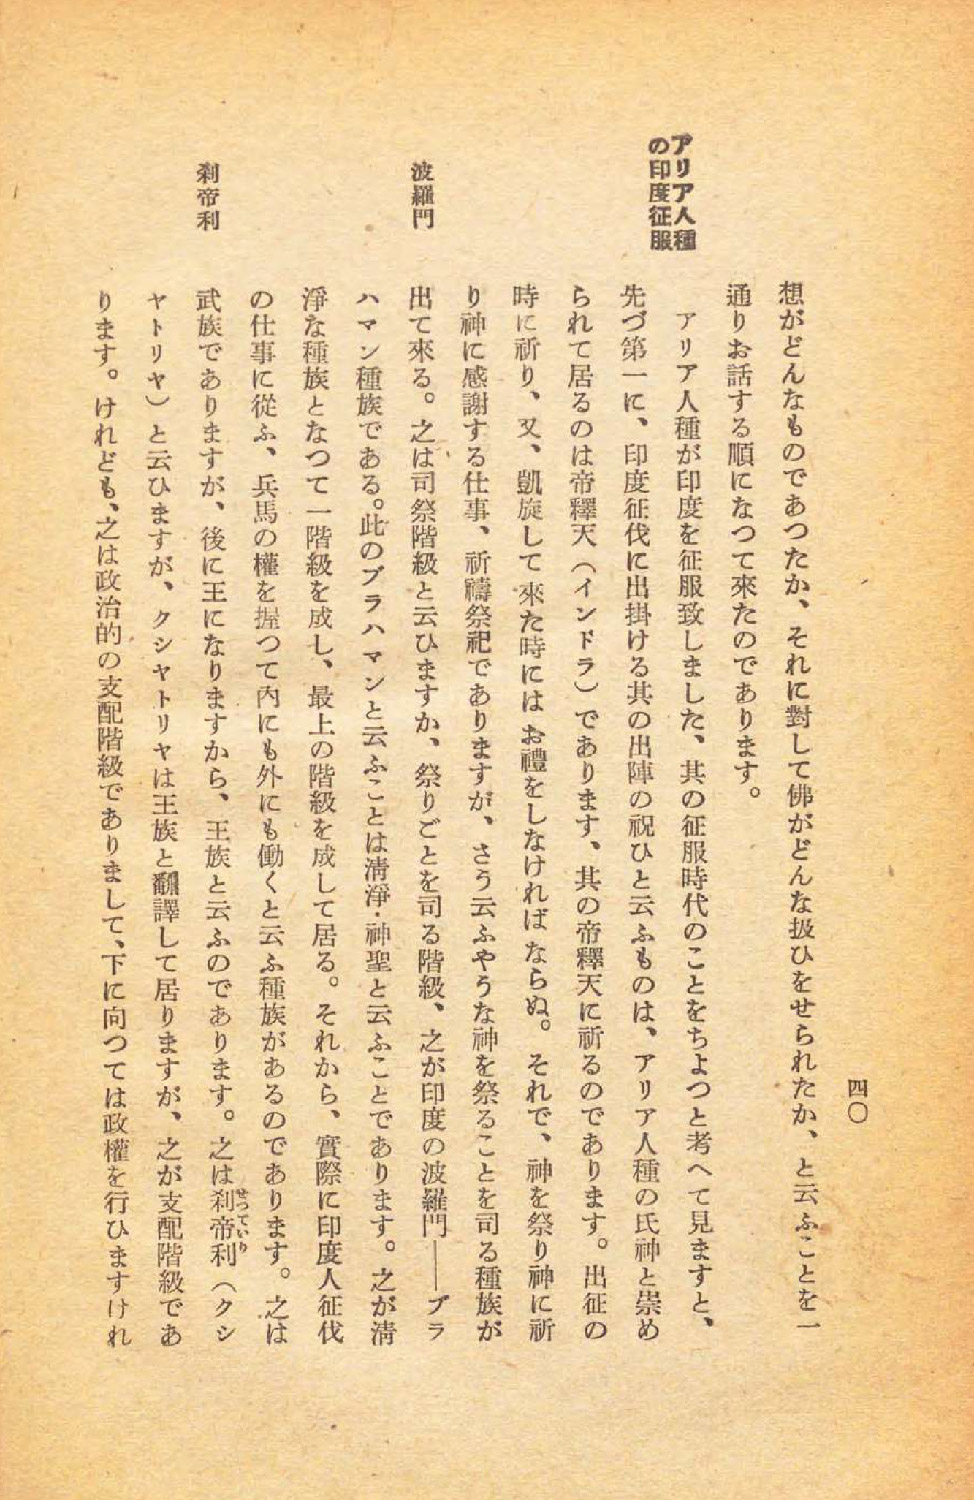 四〇
想がどんなものであつたか、それに對して佛がどんな扱ひをせられたか、と云ふことを一
通りお話する順になつて來たのであります。
アリア人種
の印度征服
アリア人種が印度を征服致しました、其の征服時代のことをちよつと考へて見ますと、
先づ第一に、印度征伐に出掛ける其の出陣の祝ひと云ふものは、アリア人種の氏神と崇め
られて居るのは帝釋天（インドラ）であります、其の帝釋天に祈るのであります。出征の
時に祈り、又、凱旋して來た時にはお禮をしなければならぬ。それで、神を祭り神に祈
り神に感謝する仕事、祈禱祭祀でありますが、さう云ふやうな神を祭ることを司る種族が
波羅門
出て來る。之は司祭階級と云ひますか、祭りごとを司る階級、之が印度の波羅門――ブラ
ハマン種族である。此のブラハマンと云ふことは淸淨・神聖と云ふことであります。之が淸
淨な種族となつて一階級を成し、最上の階級を成して居る。それから、實際に印度人征伐
の仕事に從ふ、兵馬の權を握つて內にも外にも働くと云ふ種族があるのであります。之は
刹帝利
武族でありますが、後に王になりますから、王族と云ふのであります。之は刹帝利（クシ
せつていり
ヤトリヤ）と云ひますが、クシヤトリヤは王族と飜譯して居りますが、之が支配階級であ
ります。けれども、之は政治的の支配階級でありまして、下に向つては政權を行ひますけれ